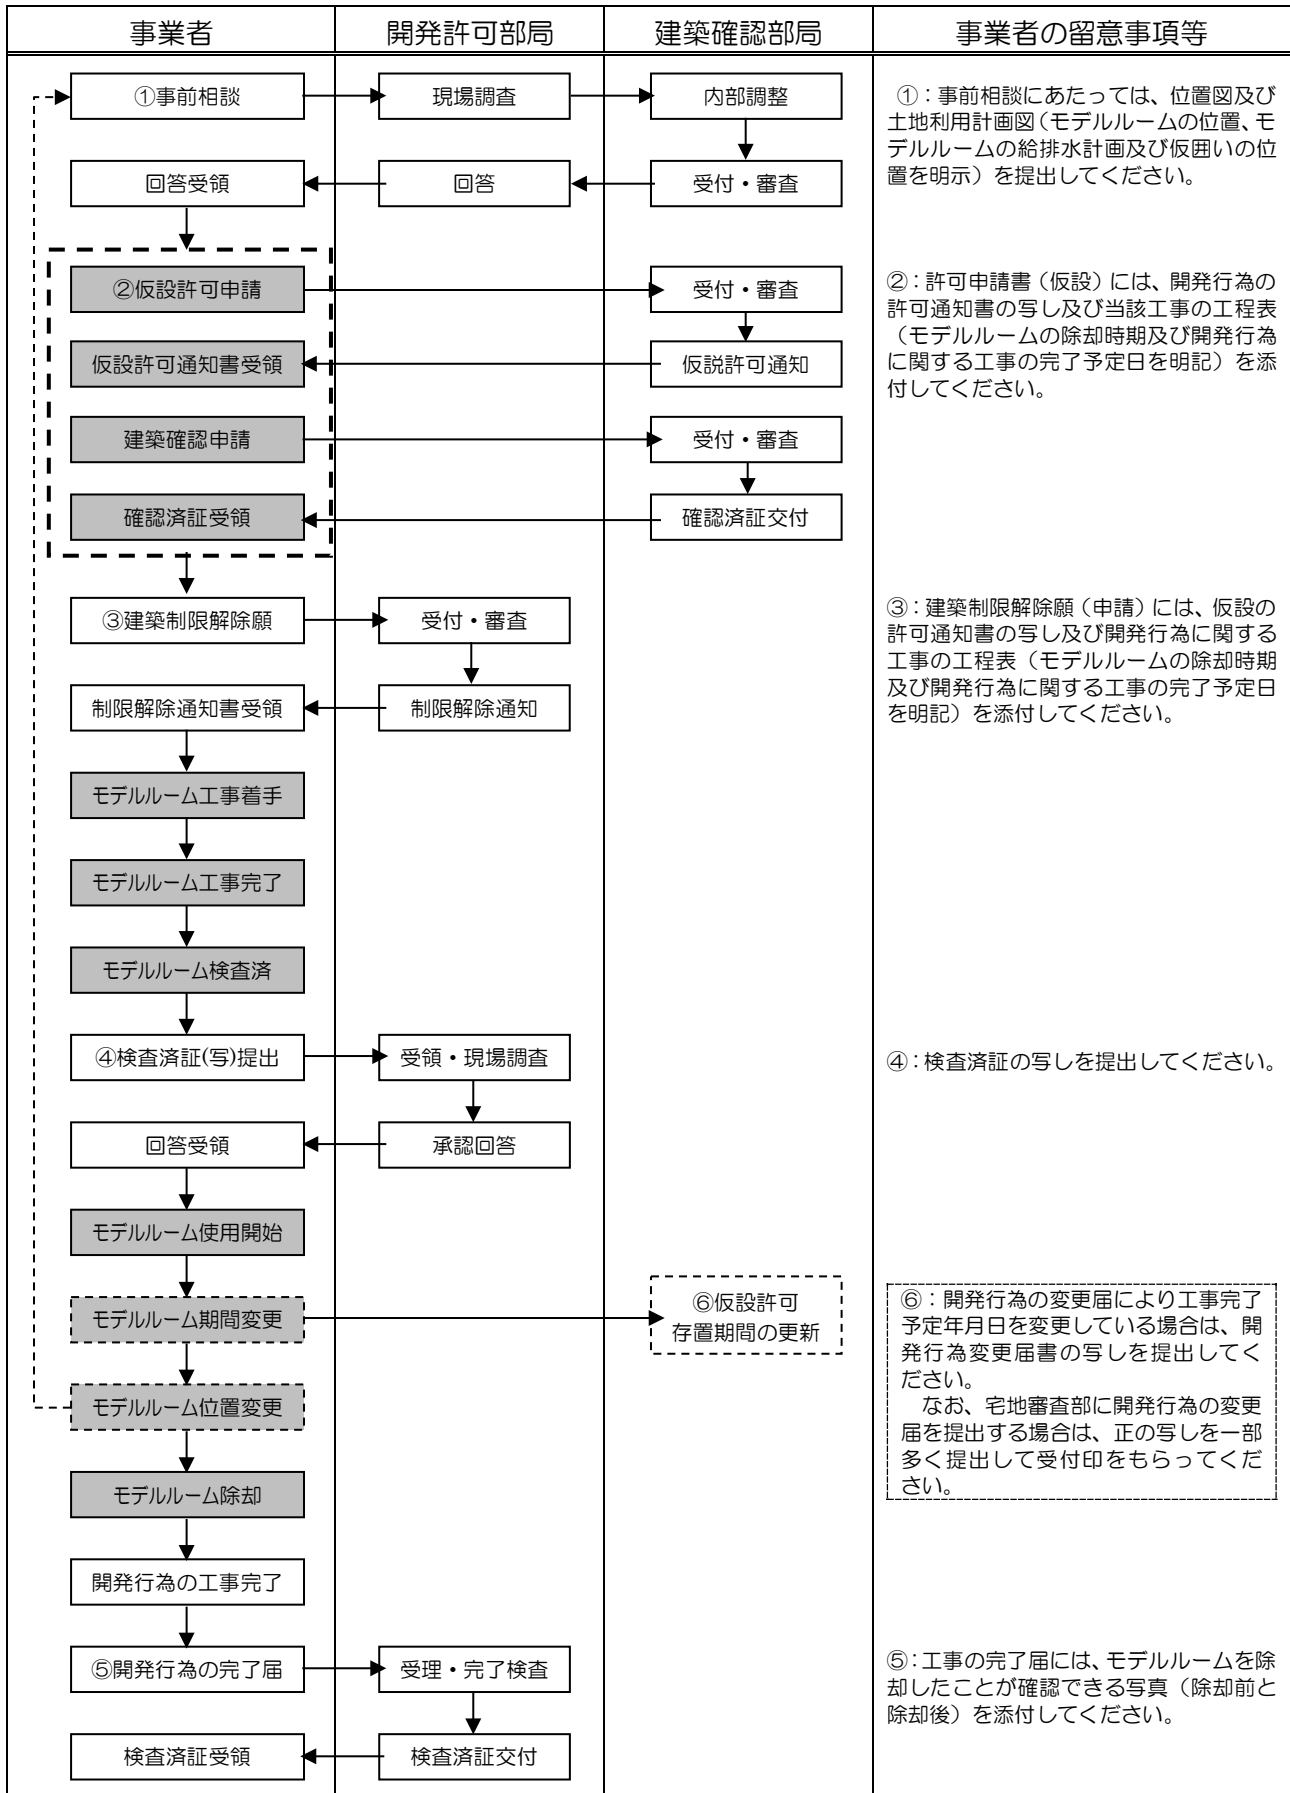 事業者 開発許可部局 建築確認部局 事業者の留意事項等
①事前相談 現場調査 内部調整
回答受領 回答 受付・審査
①：事前相談にあたっては、位置図及び
土地利用計画図（モデルルームの位置、モ
デルルームの給排水計画及び仮囲いの位
置を明示）を提出してください。
②仮設許可申請 受付・審査
仮設許可通知書受領 仮説許可通知
建築確認申請 受付・審査
確認済証受領 確認済証交付
②：許可申請書（仮設）には、開発行為の
許可通知書の写し及び当該工事の工程表
（モデルルームの除却時期及び開発行為
に関する工事の完了予定日を明記）を添
付してください。
③建築制限解除願 受付・審査
制限解除通知書受領 制限解除通知
③：建築制限解除願（申請）には、仮設の
許可通知書の写し及び開発行為に関する
工事の工程表（モデルルームの除却時期
及び開発行為に関する工事の完了予定日
を明記）を添付してください。
モデルルーム工事着手
モデルルーム工事完了
モデルルーム検査済
④検査済証(写)提出 受領・現場調査
④：検査済証の写しを提出してください。
回答受領 承認回答
モデルルーム使用開始
モデルルーム期間変更
⑥仮設許可
存置期間の更新
モデルルーム位置変更
モデルルーム除却
⑥：開発行為の変更届により工事完了
予定年月日を変更している場合は、開
発行為変更届書の写しを提出してく
ださい。
なお、宅地審査部に開発行為の変更
届を提出する場合は、正の写しを一部
多く提出して受付印をもらってくだ
さい。
開発行為の工事完了
⑤開発行為の完了届 受理・完了検査
検査済証受領 検査済証交付
⑤：工事の完了届には、モデルルームを除
却したことが確認できる写真（除却前と
除却後）を添付してください。